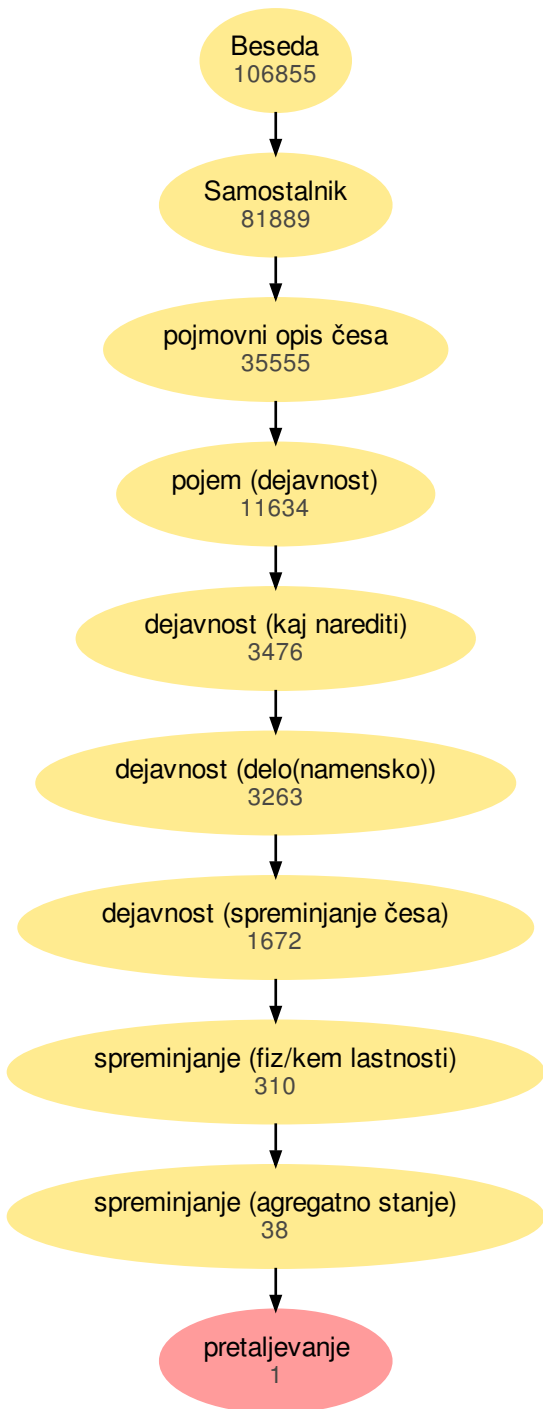 Beseda
106855
Samostalnik
81889
pojmovni opis česa
35555
pojem (dejavnost)
11634
dejavnost (kaj narediti)
3476
dejavnost (delo(namensko))
3263
dejavnost (spreminjanje česa)
1672
spreminjanje (fiz/kem lastnosti)
310
spreminjanje (agregatno stanje)
38
pretaljevanje
1